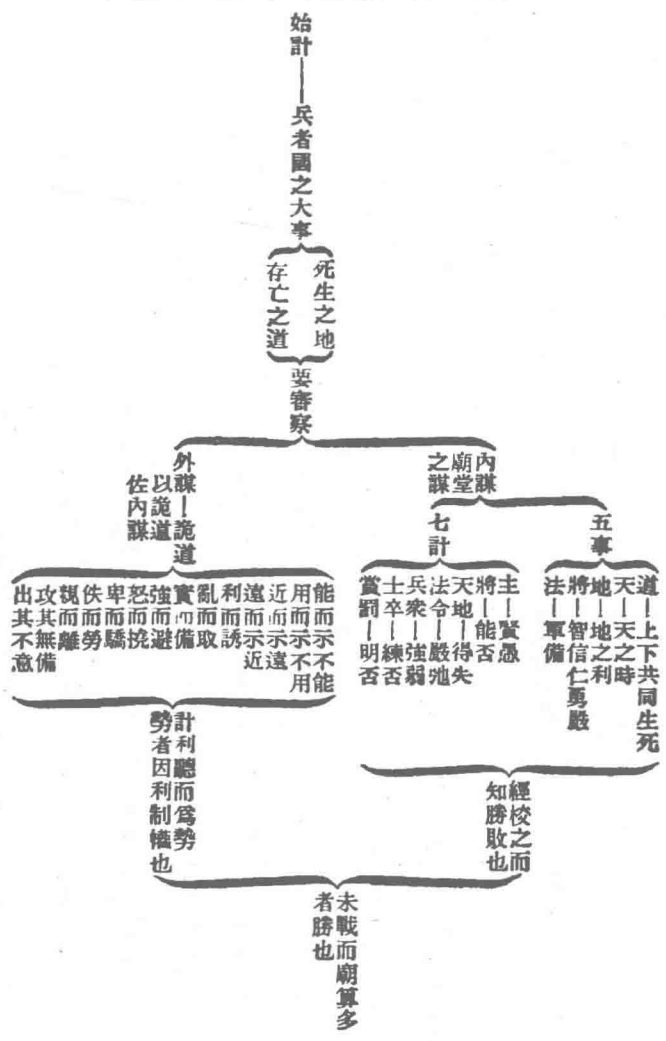 始計——兵者國之大事
死生之地
存亡之道
要審察
內謀
廟堂
之謀
五事
道—上下共同生死
天—天之時
地—地之利
將—智信仁勇嚴
法—軍備
七計
主—賢愚
將—能否
天地—得失
法令—嚴弛
兵衆—強弱
士卒—練否
賞罰—明否
經校之而
知勝敗也
外謀—詭道
以詭道
佐內謀
能而示不能
用而示不用
近而示遠
遠而示近
利而誘
亂而取
實而備
強而避
怒而撓
卑而驕
佚而勞
親而離
攻其無備
出其不意
計利聽而爲勢
勢者因利制權也
未戰而廟算多
者勝也